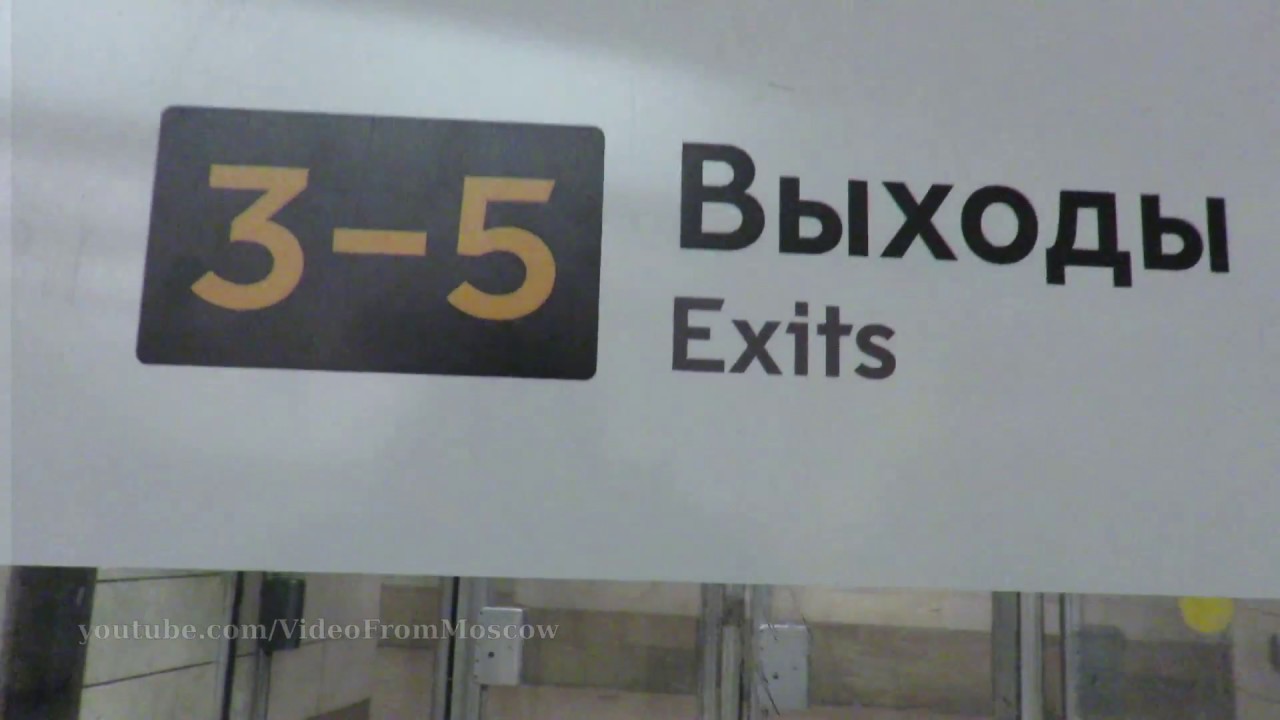 3–5
Выходы
Exits
youtube.com/VideoFromMoscow